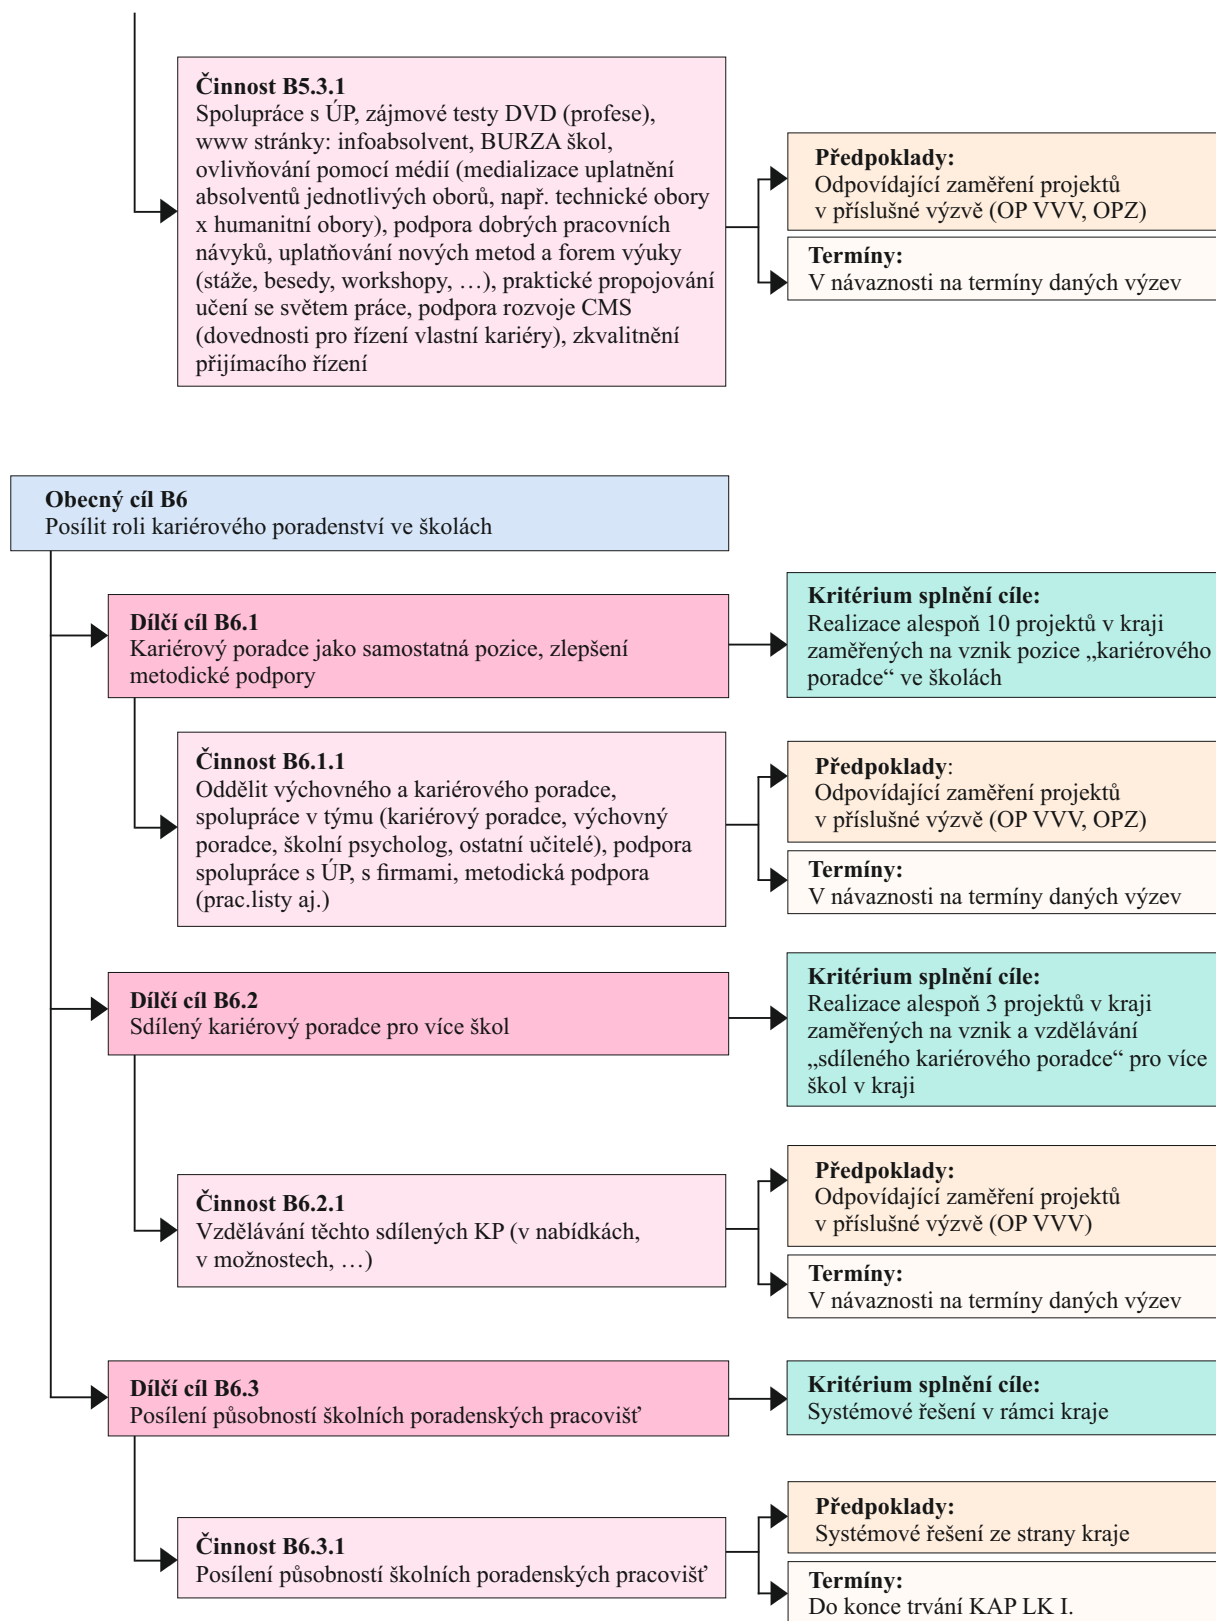 Činnost B5.3.1
Spolupráce s ÚP, zájmové testy DVD (profese),
www stránky: infoabsolvent, BURZA škol,
ovlivňování pomocí médií (medializace uplatnění
absolventů jednotlivých oborů, např. technické obory
x humanitní obory), podpora dobrých pracovních
návyků, uplatňování nových metod a forem výuky
(stáže, besedy, workshopy, …), praktické propojování
učení se světem práce, podpora rozvoje CMS
(dovednosti pro řízení vlastní kariéry), zkvalitnění
přijímacího řízení
Předpoklady:
Odpovídající zaměření projektů
v příslušné výzvě (OP VVV, OPZ)
Termíny:
V návaznosti na termíny daných výzev
Obecný cíl B6
Posílit roli kariérového poradenství ve školách
Dílčí cíl B6.1
Kariérový poradce jako samostatná pozice, zlepšení
metodické podpory
Kritérium splnění cíle:
Realizace alespoň 10 projektů v kraji
zaměřených na vznik pozice „kariérového
poradce“ ve školách
Činnost B6.1.1
Oddělit výchovného a kariérového poradce,
spolupráce v týmu (kariérový poradce, výchovný
poradce, školní psycholog, ostatní učitelé), podpora
spolupráce s ÚP, s firmami, metodická podpora
(prac.listy aj.)
Předpoklady:
Odpovídající zaměření projektů
v příslušné výzvě (OP VVV, OPZ)
Termíny:
V návaznosti na termíny daných výzev
Dílčí cíl B6.2
Sdílený kariérový poradce pro více škol
Kritérium splnění cíle:
Realizace alespoň 3 projektů v kraji
zaměřených na vznik a vzdělávání
„sdíleného kariérového poradce“ pro více
škol v kraji
Činnost B6.2.1
Vzdělávání těchto sdílených KP (v nabídkách,
v možnostech, …)
Předpoklady:
Odpovídající zaměření projektů
v příslušné výzvě (OP VVV)
Termíny:
V návaznosti na termíny daných výzev
Dílčí cíl B6.3
Posílení působností školních poradenských pracovišť
Kritérium splnění cíle:
Systémové řešení v rámci kraje
Činnost B6.3.1
Posílení působností školních poradenských pracovišť
Předpoklady:
Systémové řešení ze strany kraje
Termíny:
Do konce trvání KAP LK I.